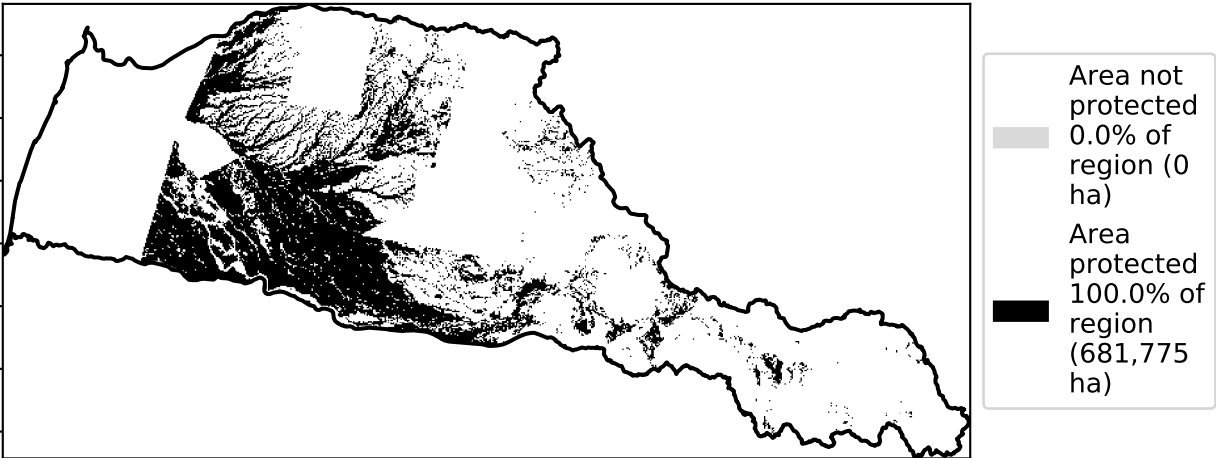 Area not
protected
0.0% of
region (0
ha)
Area
protected
100.0% of
region
(681,775
ha)